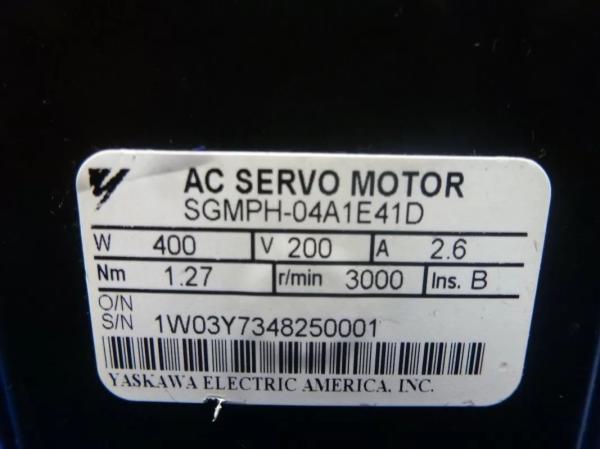 AC SERVO MOTOR
SGMPH-04A1E41D
W 400 V 200 A 2.6
Nm 1.27 r/min 3000 Ins. B
O/N
S/N 1W03Y7348250001
YASKAWA ELECTRIC AMERICA, INC.